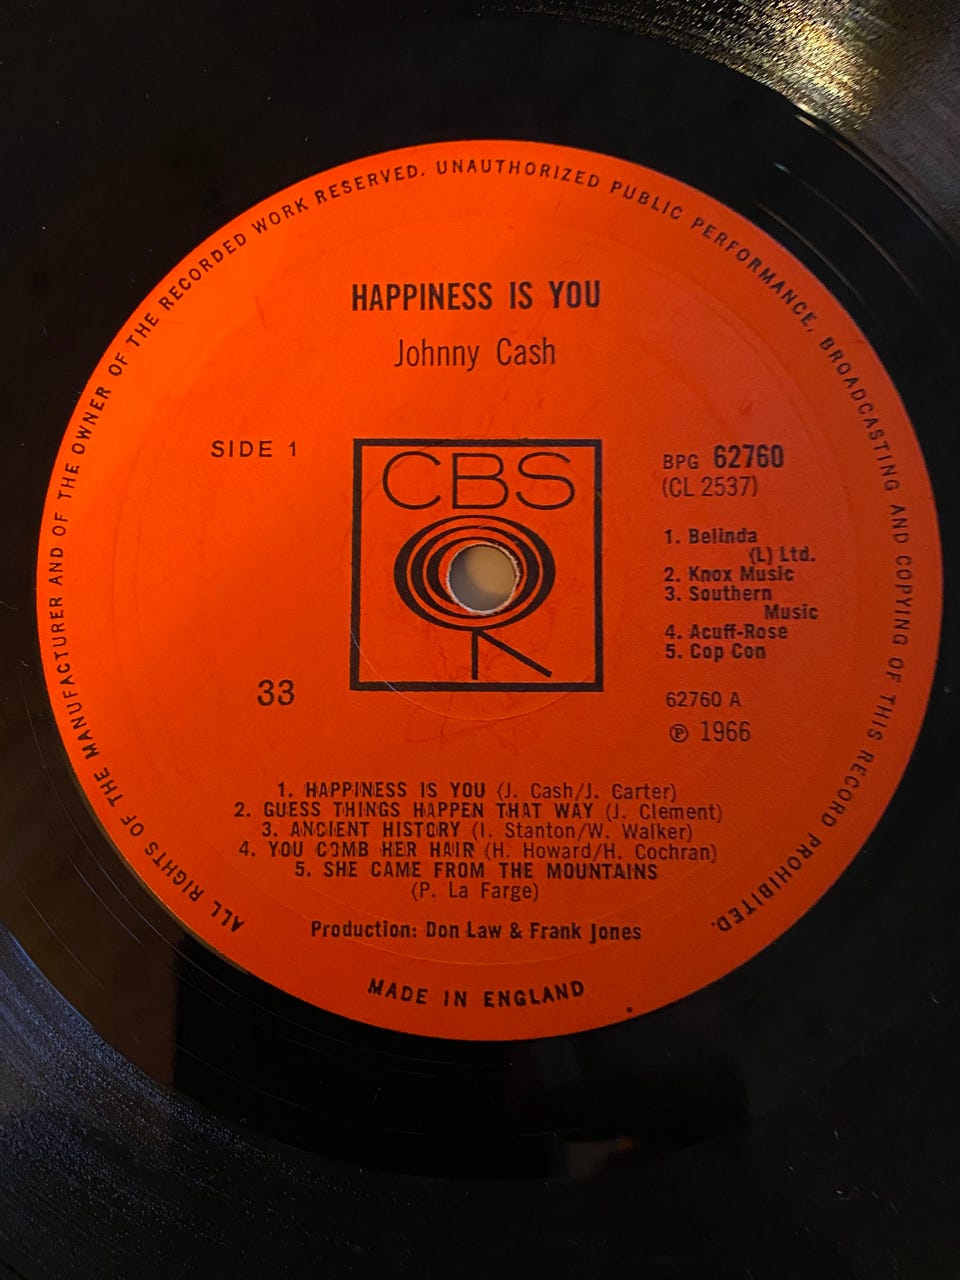 ALL RIGHTS OF THE MANUFACTURER AND OF THE OWNER OF THE RECORDED WORK RESERVED. UNAUTHORIZED PUBLIC PERFORMANCE, BROADCASTING AND COPYING OF THIS RECORD PROHIBITED.
HAPPINESS IS YOU
Johnny Cash
SIDE 1
CBS
BPG 62760
(CL 2537)
1. Belinda
(L) Ltd.
2. Knox Music
3. Southern
Music
4. Acuff-Rose
5. Cop Con
33
62760 A
℗ 1966
1. HAPPINESS IS YOU (J. Cash/J. Carter)
2. GUESS THINGS HAPPEN THAT WAY (J. Clement)
3. ANCIENT HISTORY (I. Stanton/W. Walker)
4. YOU COMB HER HAIR (H. Howard/H. Cochran)
5. SHE CAME FROM THE MOUNTAINS
(P. La Farge)
Production: Don Law & Frank Jones
MADE IN ENGLAND